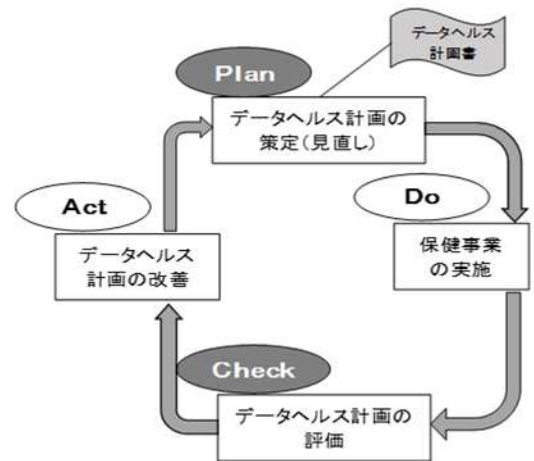 データヘルス
計画書
Plan
データヘルス計画の
策定(見直し)
Do
保健事業
の実施
Check
データヘルス計画の
評価
Act
データヘルス
計画の改善